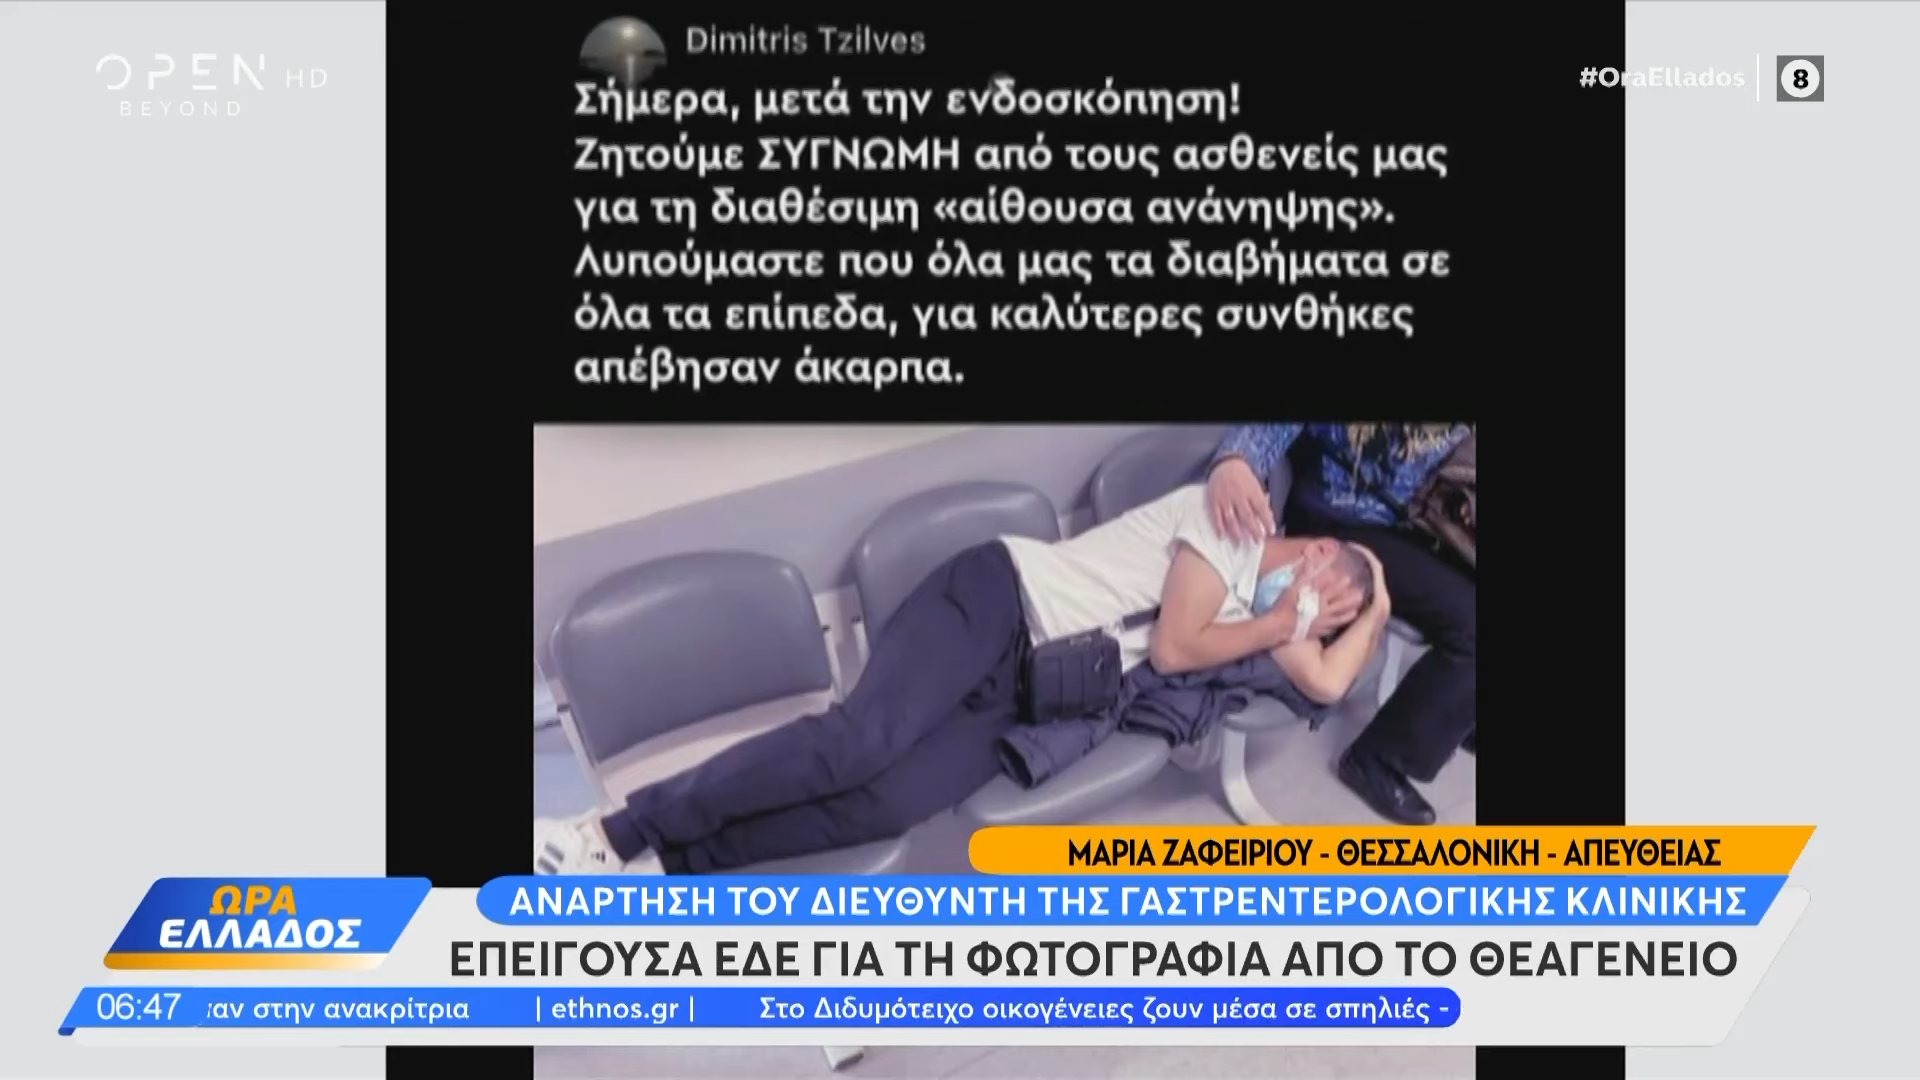 OPEN HD
BEYOND
#OraEllados
8
Dimitris Tzilves
Σήμερα, μετά την ενδοσκόπηση!
Ζητούμε ΣΥΓΝΩΜΗ από τους ασθενείς μας
για τη διαθέσιμη «αίθουσα ανάνηψης».
Λυπούμαστε που όλα μας τα διαβήματα σε
όλα τα επίπεδα, για καλύτερες συνθήκες
απέβησαν άκαρπα.
ΜΑΡΙΑ ΖΑΦΕΙΡΙΟΥ - ΘΕΣΣΑΛΟΝΙΚΗ - ΑΠΕΥΘΕΙΑΣ
ΩΡΑ
ΕΛΛΑΔΟΣ
ΑΝΑΡΤΗΣΗ ΤΟΥ ΔΙΕΥΘΥΝΤΗ ΤΗΣ ΓΑΣΤΡΕΝΤΕΡΟΛΟΓΙΚΗΣ ΚΛΙΝΙΚΗΣ
ΕΠΕΙΓΟΥΣΑ ΕΔΕ ΓΙΑ ΤΗ ΦΩΤΟΓΡΑΦΙΑ ΑΠΟ ΤΟ ΘΕΑΓΕΝΕΙΟ
06:47 στην ανακρίτρια | ethnos.gr | Στο Διδυμότειχο οικογένειες ζουν μέσα σε σπηλιές -